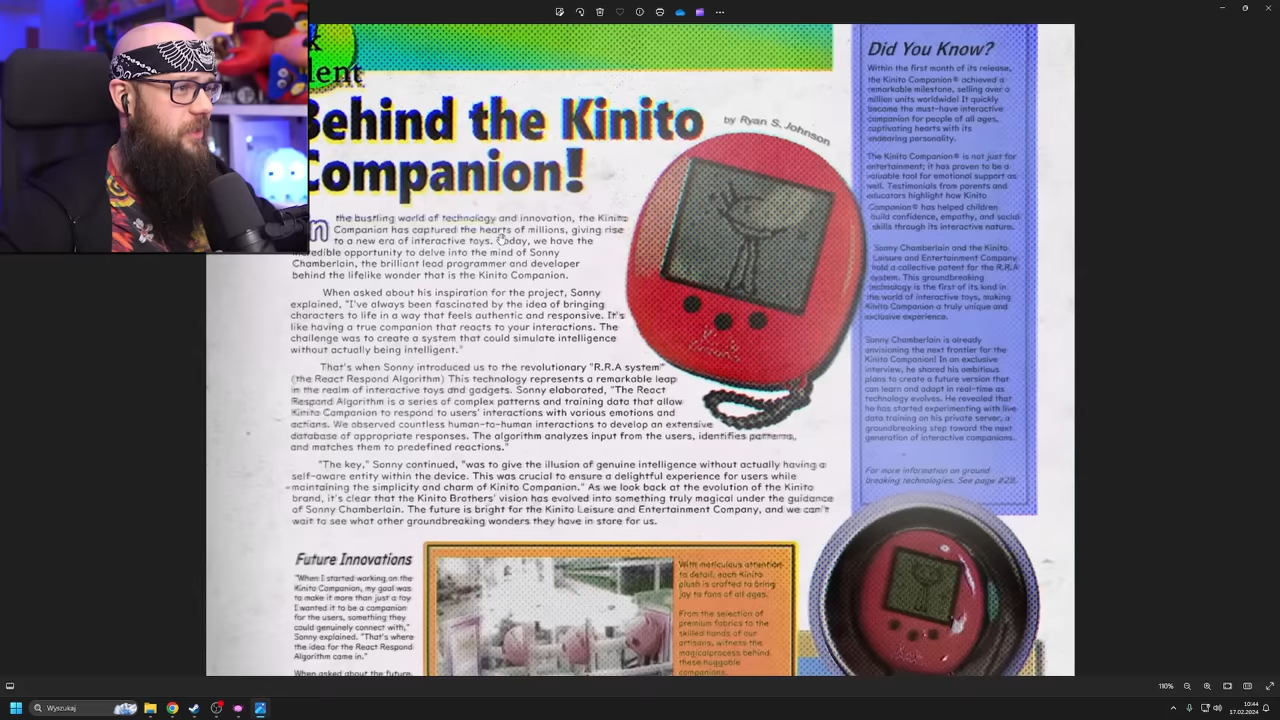 k
lent
Behind the Kinito
Companion!
by Ryan S. Johnson
In the bustling world of technology and innovation, the Kinito
Companion has captured the hearts of millions, giving rise
to a new era of interactive toys. Today, we have the
incredible opportunity to delve into the mind of Sonny
Chamberlain, the brilliant lead programmer and developer
behind the lifelike wonder that is the Kinito Companion.
When asked about his inspiration for the project, Sonny
explained, "I've always been fascinated by the idea of bringing
characters to life in a way that feels authentic and responsive. It's
like having a true companion that reacts to your interactions. The
challenge was to create a system that could simulate intelligence
without actually being intelligent."
That's when Sonny introduced us to the revolutionary "R.R.A system"
(the React Respond Algorithm) This technology represents a remarkable leap
in the realm of interactive toys and gadgets. Sonny elaborated, "The React
Respond Algorithm is a series of complex patterns and training data that allow
Kinito Companion to respond to users' interactions with various emotions and
actions. We observed countless human-to-human interactions to develop an extensive
database of appropriate responses. The algorithm analyzes input from the users, identifies patterns,
and matches them to predefined reactions."
"The key," Sonny continued, "was to give the illusion of genuine intelligence without actually having a
self-aware entity within the device. This was crucial to ensure a delightful experience for users while
maintaining the simplicity and charm of Kinito Companion." As we look back at the evolution of the Kinito
brand, it's clear that the Kinito Brothers' vision has evolved into something truly magical under the guidance
of Sonny Chamberlain. The future is bright for the Kinito Leisure and Entertainment Company, and we can't
wait to see what other groundbreaking wonders they have in store for us.
Did You Know?
Within the first month of its release,
the Kinito Companion® achieved a
remarkable milestone, selling over a
million units worldwide! It quickly
became the must-have interactive
companion for people of all ages,
captivating hearts with its
endearing personality.
The Kinito Companion® is not just for
entertainment; it has proven to be a
valuable tool for emotional support as
well. Testimonials from parents and
educators highlight how Kinito
Companion® has helped children
build confidence, empathy, and social
skills through its interactive nature.
Sonny Chamberlain and the Kinito
Leisure and Entertainment Company
hold a collective patent for the R.R.A
system. This groundbreaking
technology is the first of its kind in
the world of interactive toys, making
Kinito Companion a truly unique and
exclusive experience.
Sonny Chamberlain is already
envisioning the next frontier for the
Kinito Companion! In an exclusive
interview, he shared his ambitious
plans to create a future version that
can learn and adapt in real-time as
technology evolves. He revealed that
he has started experimenting with live
data training on his private server, a
groundbreaking step toward the next
generation of interactive companions.
For more information on ground
breaking technologies. See page #28.
Future Innovations
"When I started working on the
Kinito Companion, my goal was
to make it more than just a toy
I wanted it to be a companion
for the users, something they
could genuinely connect with,"
Sonny explained. "That's where
the idea for the React Respond
Algorithm came in."
When asked about the future,
With meticulous attention
to detail, each Kinito
plush is crafted to bring
joy to fans of all ages.
From the selection of
premium fabrics to the
skilled hands of our
artisans, witness the
magicalprocess behind
these huggable
companions.
110%
Wyszukaj
10:44
17.02.2024